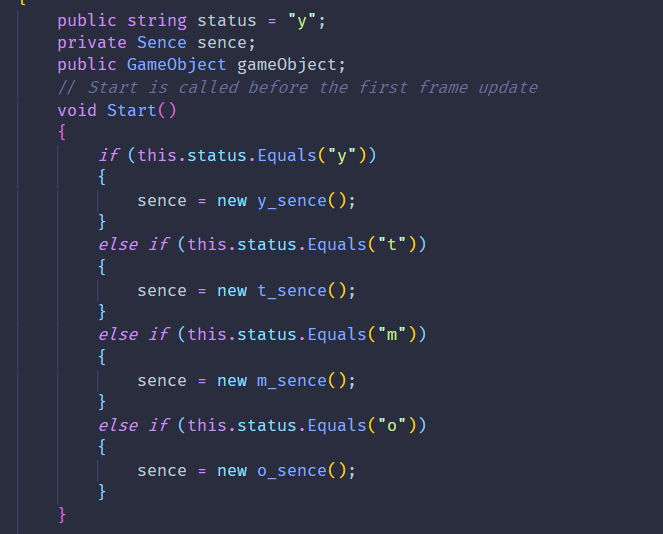 {
public string status = "y";
private Sence sence;
public GameObject gameObject;
// Start is called before the first frame update
void Start()
{
if (this.status.Equals("y"))
{
sence = new y_sence();
}
else if (this.status.Equals("t"))
{
sence = new t_sence();
}
else if (this.status.Equals("m"))
{
sence = new m_sence();
}
else if (this.status.Equals("o"))
{
sence = new o_sence();
}
}